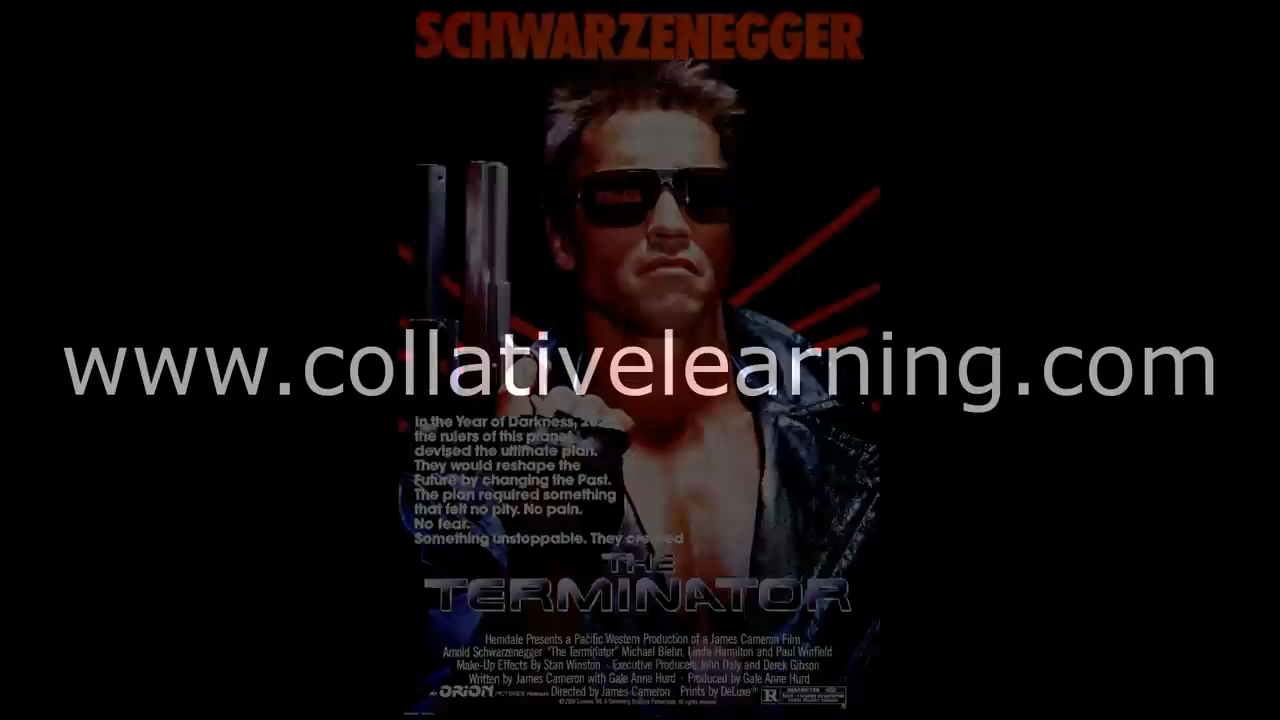 SCHWARZENEGGER
www.collativelearning.com
In the Year of Darkness,
the rulers of this planet
devised the ultimate plan.
They would reshape the
Future by changing the Past.
The plan required something
that felt no pity. No pain.
No fear.
Something unstoppable. They created
THE
TERMINATOR
Hemdale Presents a Pacific Western Production of a James Cameron Film
Arnold Schwarzenegger "The Terminator" Michael Biehn, Linda Hamilton and Paul Winfield
Make-Up Effects By Stan Winston · Executive Producers John Daly and Derek Gibson
Written by James Cameron with Gale Anne Hurd · Produced by Gale Anne Hurd
An ORION PICTURES Release Directed by James Cameron Prints by DeLuxe®
R RESTRICTED